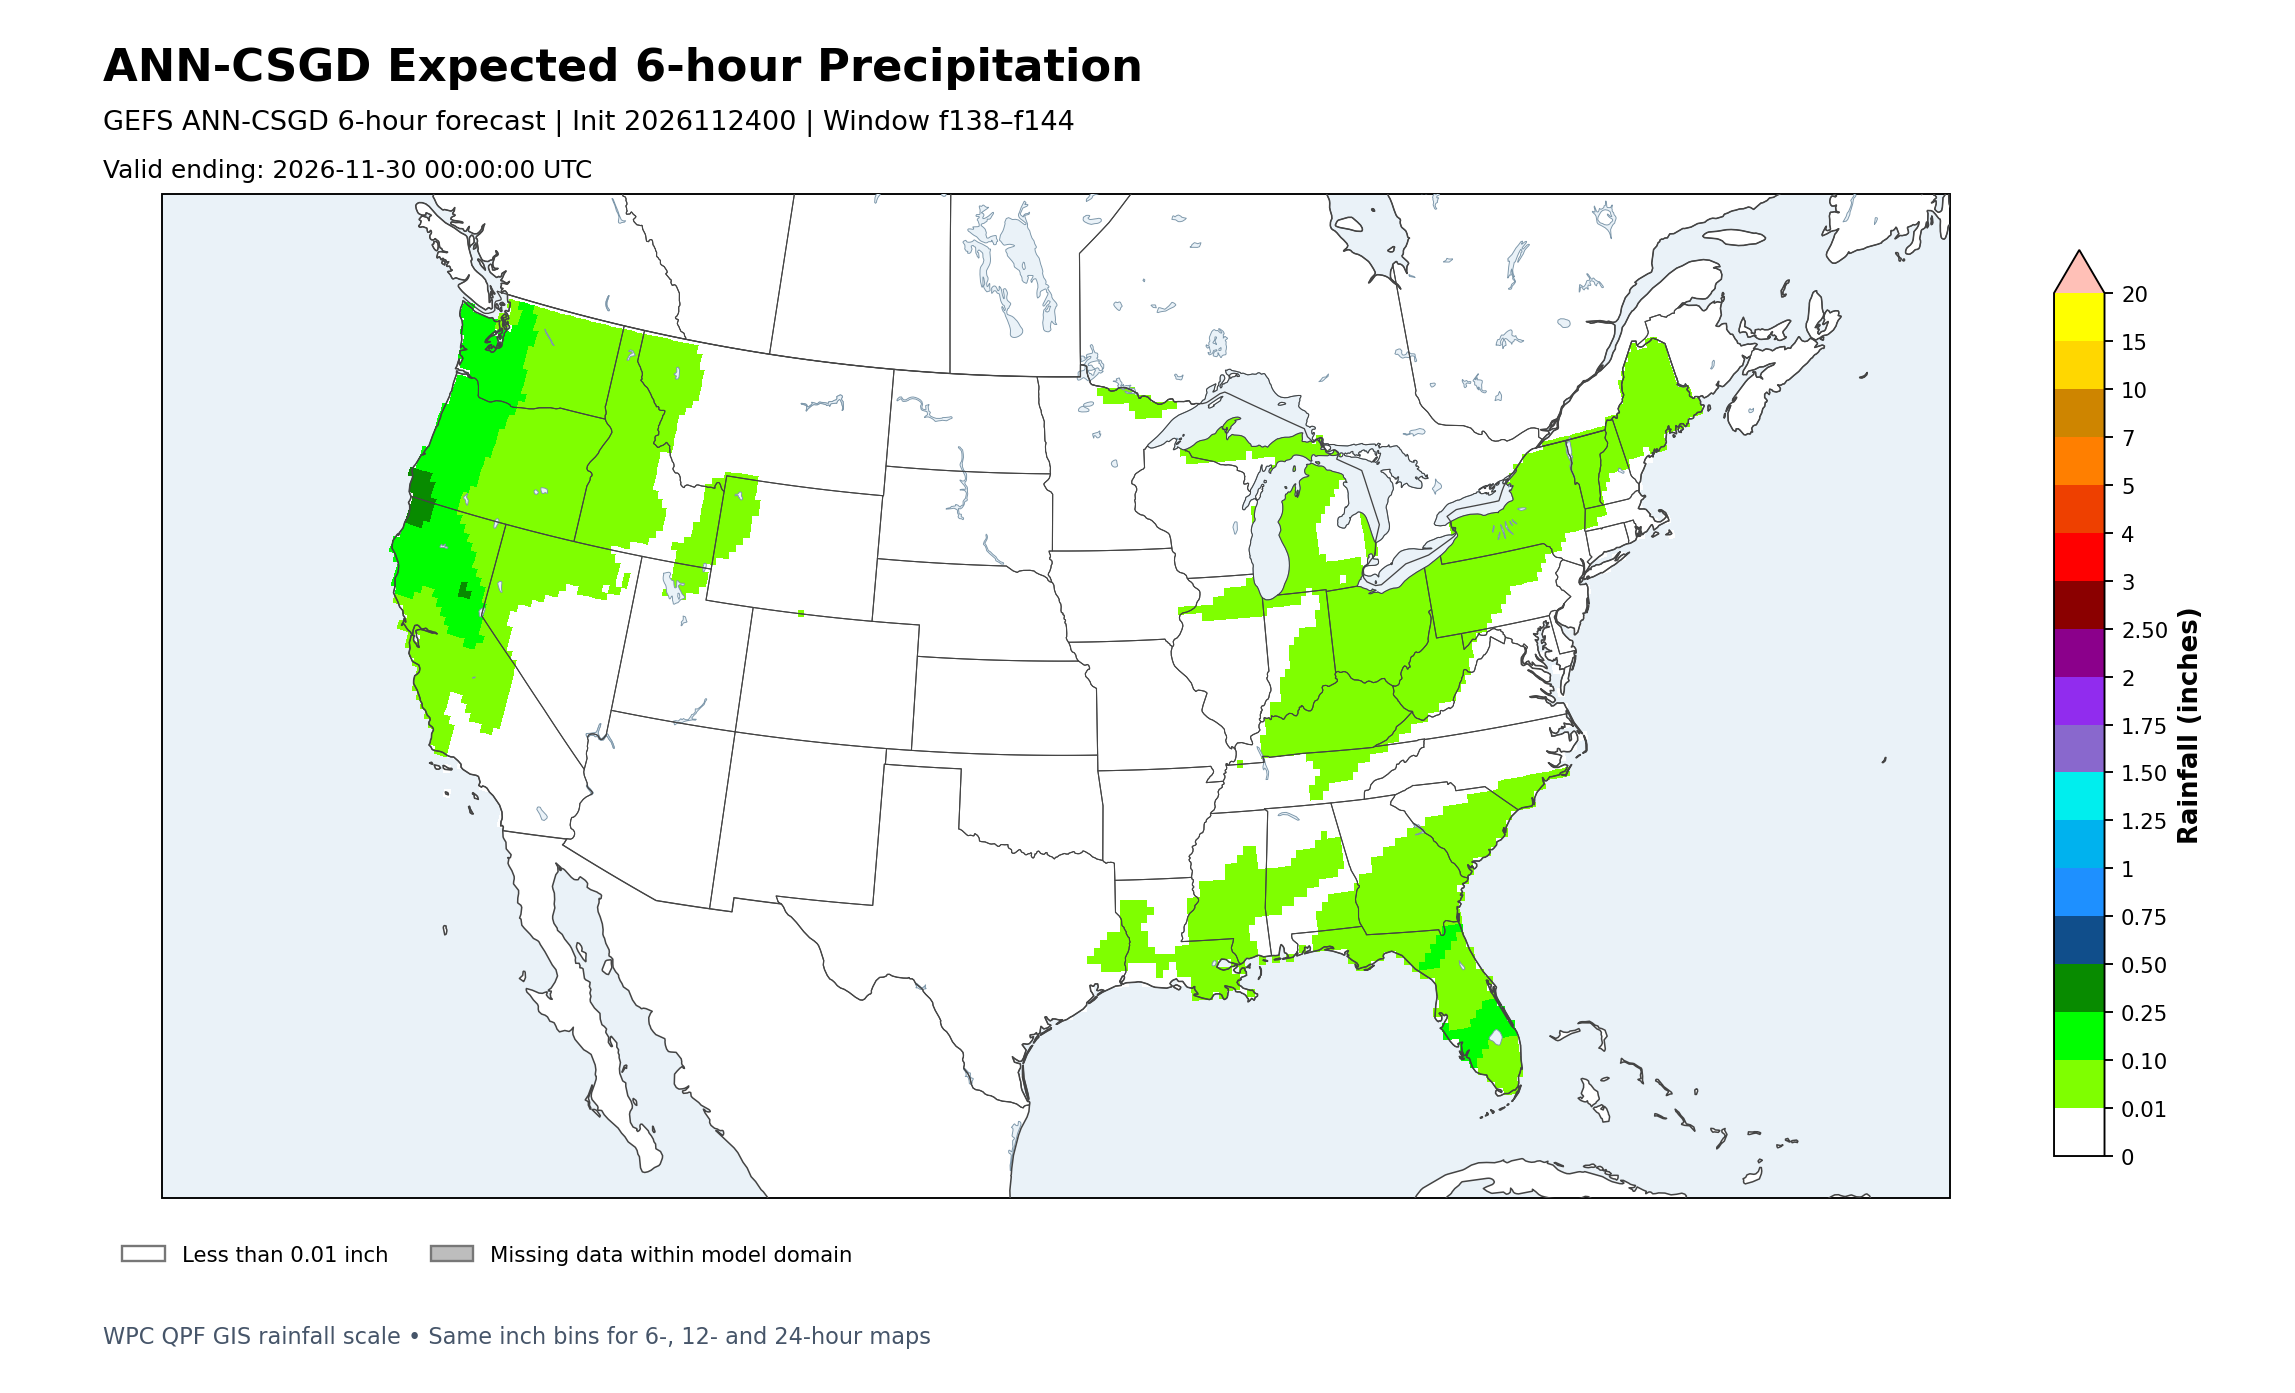 ANN-CSGD Expected 6-hour Precipitation
GEFS ANN-CSGD 6-hour forecast | Init 2026112400 | Window f138–f144
Valid ending: 2026-11-30 00:00:00 UTC
20
15
10
7
5
4
3
2.50
2
1.75
1.50
1.25
1
0.75
0.50
0.25
0.10
0.01
0
Rainfall (inches)
Less than 0.01 inch
Missing data within model domain
WPC QPF GIS rainfall scale • Same inch bins for 6-, 12- and 24-hour maps